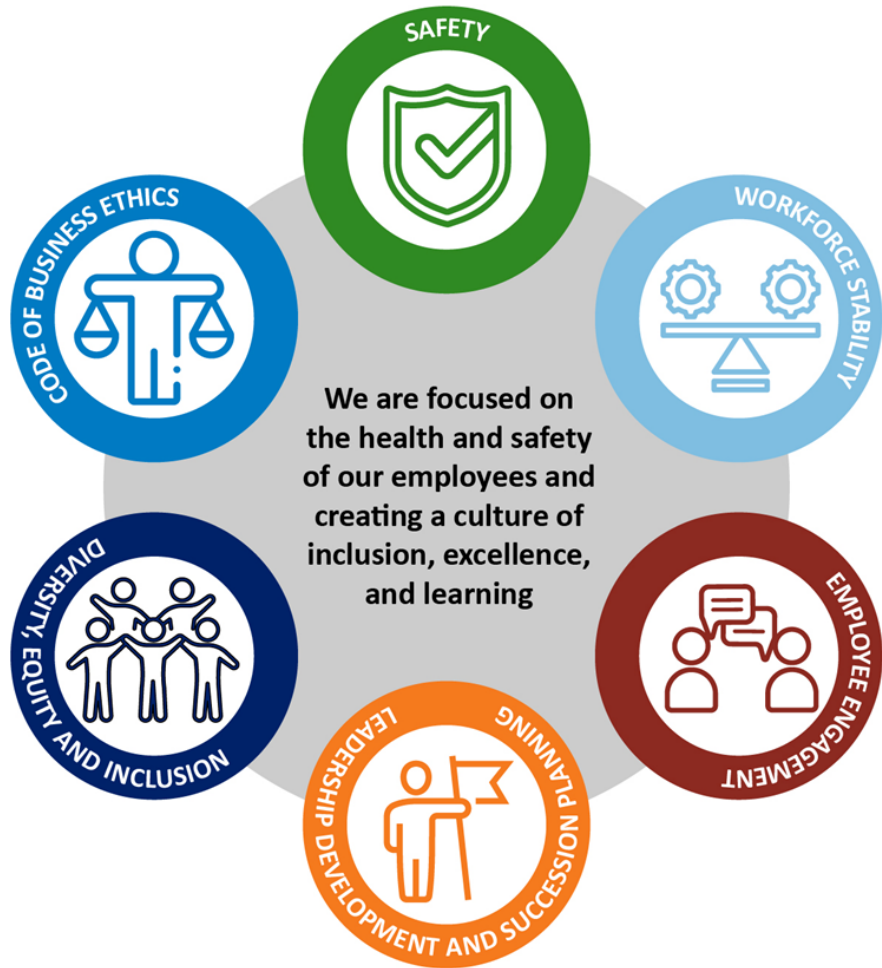 SAFETY
WORKFORCE STABILITY
EMPLOYEE ENGAGEMENT
LEADERSHIP DEVELOPMENT AND SUCCESSION PLANNING
DIVERSITY, EQUITY AND INCLUSION
CODE OF BUSINESS ETHICS
We are focused on
the health and safety
of our employees and
creating a culture of
inclusion, excellence,
and learning